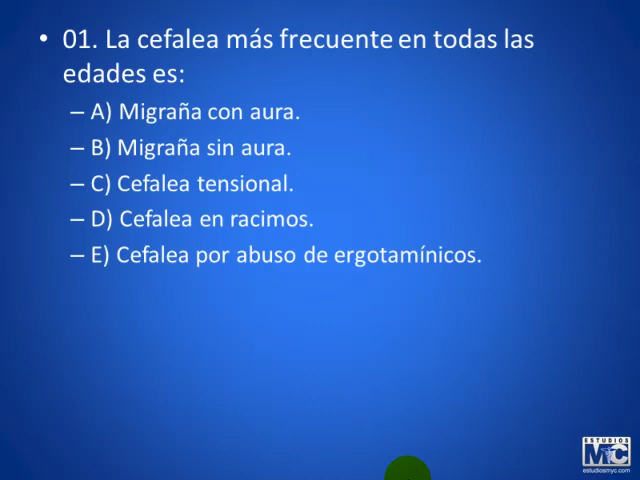 • 01. La cefalea más frecuente en todas las
edades es:
– A) Migraña con aura.
– B) Migraña sin aura.
– C) Cefalea tensional.
– D) Cefalea en racimos.
– E) Cefalea por abuso de ergotamínicos.
ESTUDIOS
MyC
estudiosmyc.com